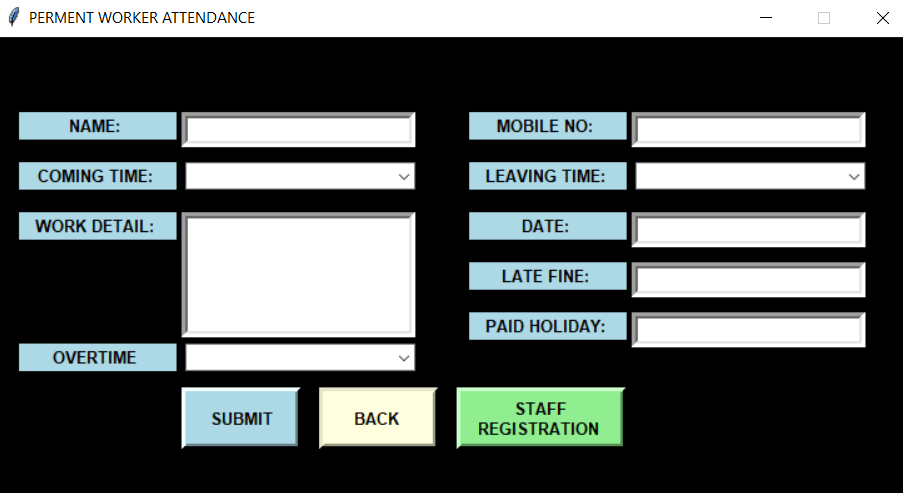 PERMENT WORKER ATTENDANCE
NAME:
MOBILE NO:
COMING TIME:
LEAVING TIME:
WORK DETAIL:
DATE:
LATE FINE:
PAID HOLIDAY:
OVERTIME
SUBMIT
BACK
STAFF
REGISTRATION